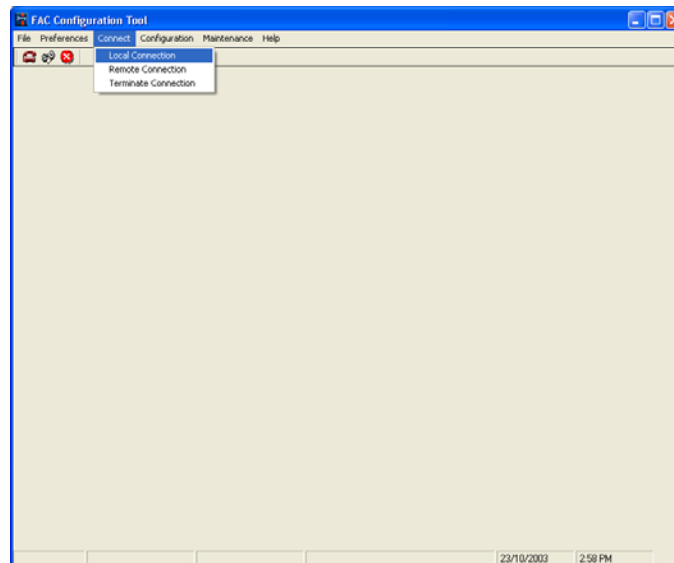 FAC Configuration Tool
File Preferences Connect Configuration Maintenance Help
Local Connection
Remote Connection
Terminate Connection
23/10/2003 2:58 PM